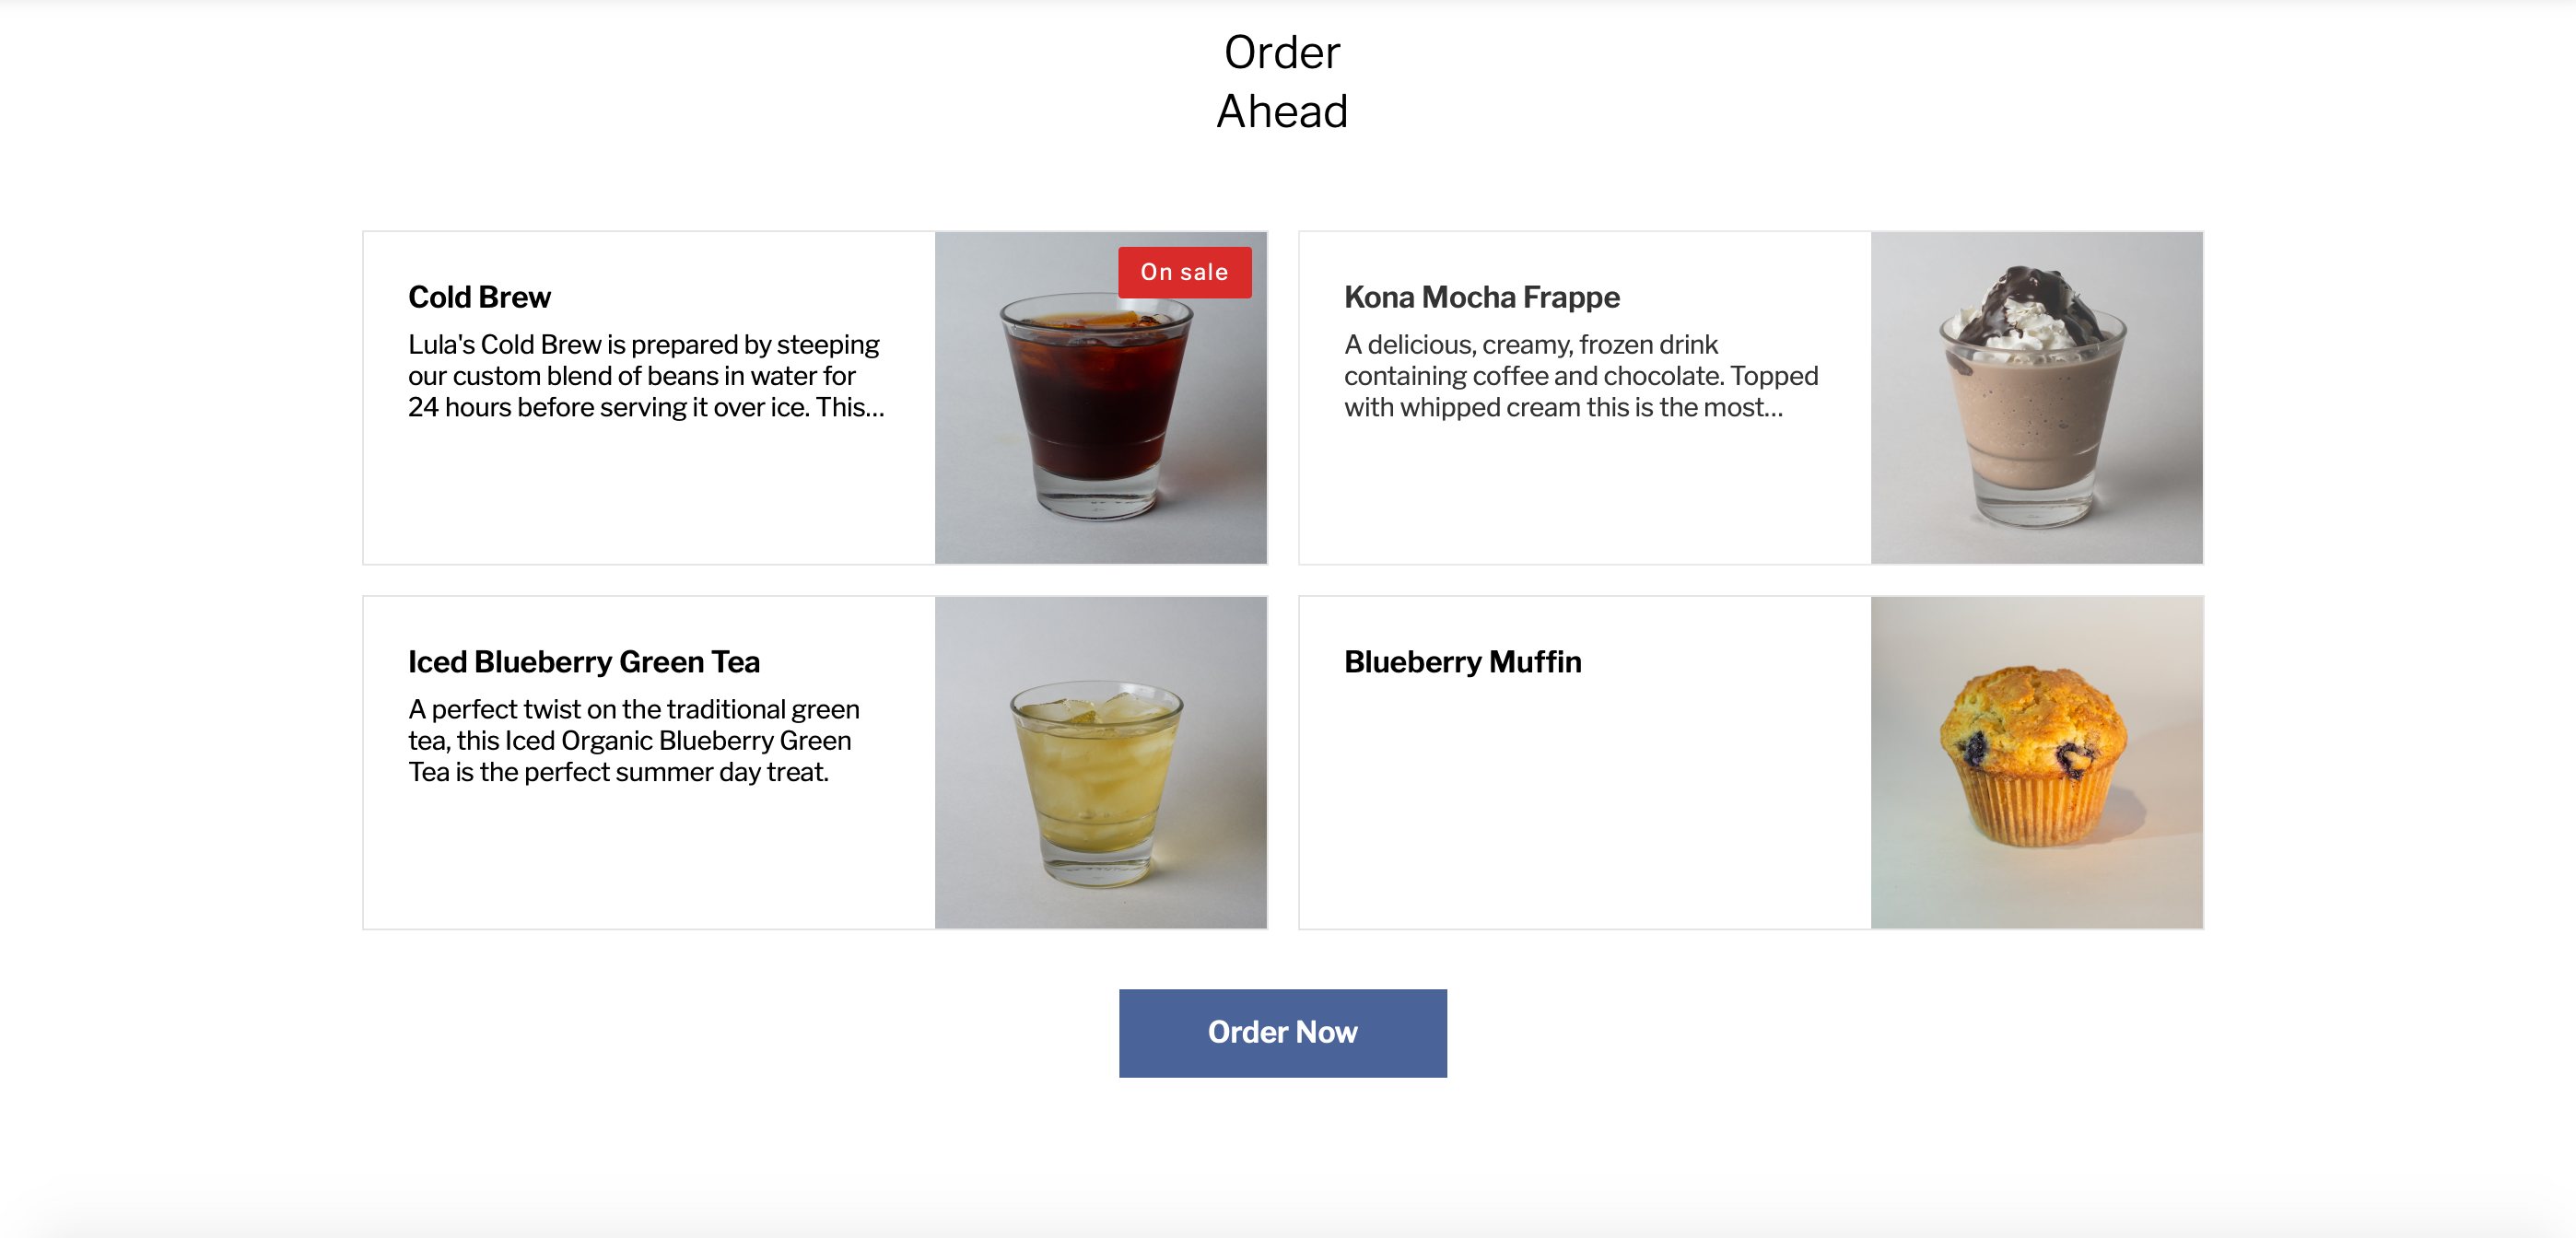 Order
Ahead
Cold Brew
Lula's Cold Brew is prepared by steeping
our custom blend of beans in water for
24 hours before serving it over ice. This...
On sale
Kona Mocha Frappe
A delicious, creamy, frozen drink
containing coffee and chocolate. Topped
with whipped cream this is the most...
Iced Blueberry Green Tea
A perfect twist on the traditional green
tea, this Iced Organic Blueberry Green
Tea is the perfect summer day treat.
Blueberry Muffin
Order Now